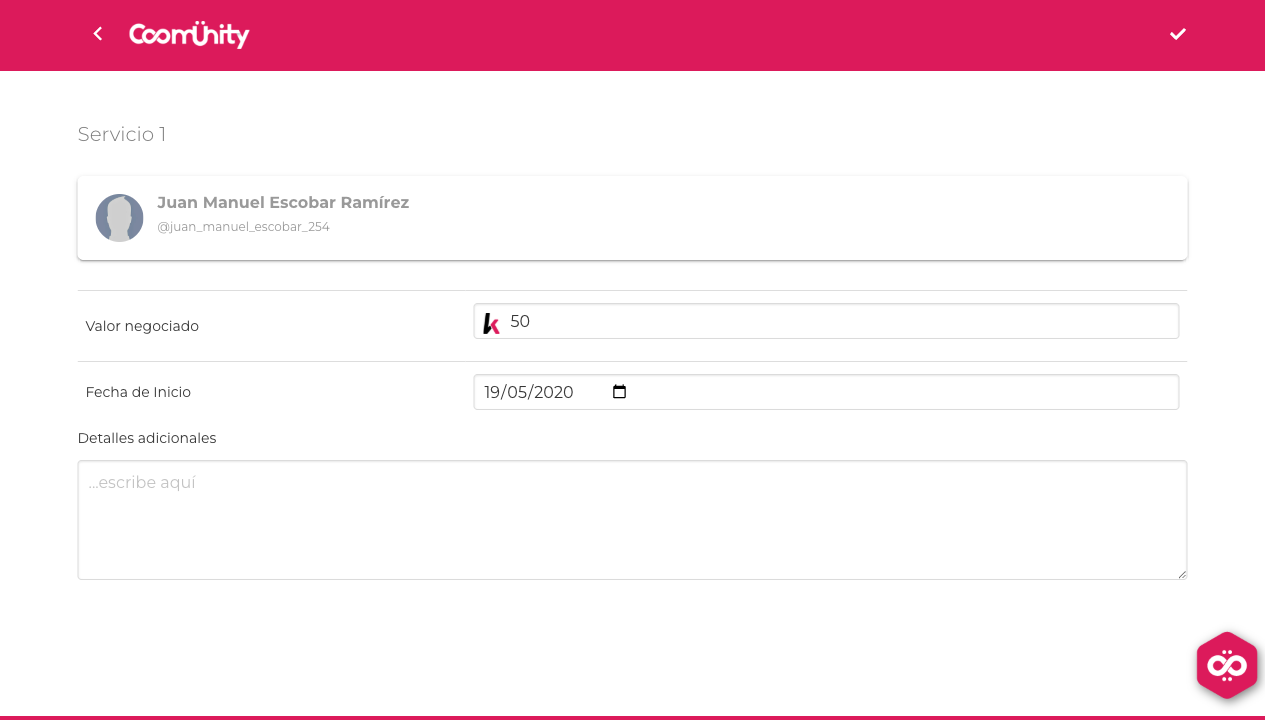 CoomÜnity
Servicio 1
Juan Manuel Escobar Ramírez
@juan_manuel_escobar_254
Valor negociado
k 50
Fecha de Inicio
19/05/2020
Detalles adicionales
...escribe aquí